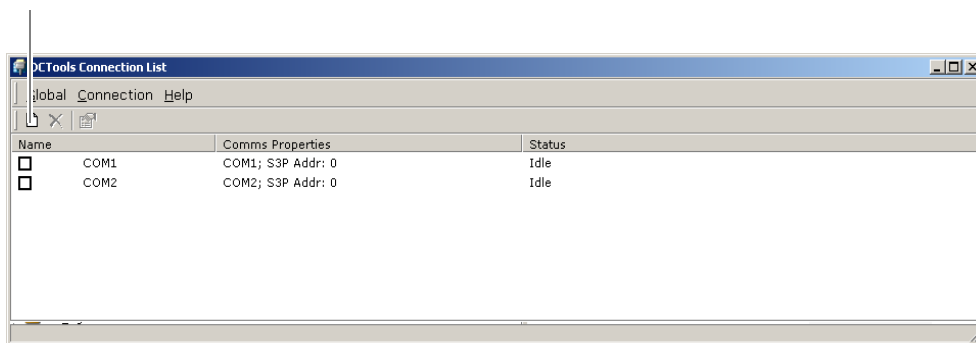 DCTools Connection List
Global Connection Help
Name Comms Properties Status
COM1 COM1; S3P Addr: 0 Idle
COM2 COM2; S3P Addr: 0 Idle